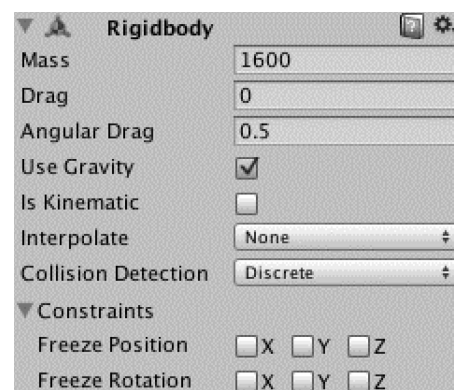 Rigidbody
Mass 1600
Drag 0
Angular Drag 0.5
Use Gravity
Is Kinematic
Interpolate None
Collision Detection Discrete
Constraints
Freeze Position X Y Z
Freeze Rotation X Y Z